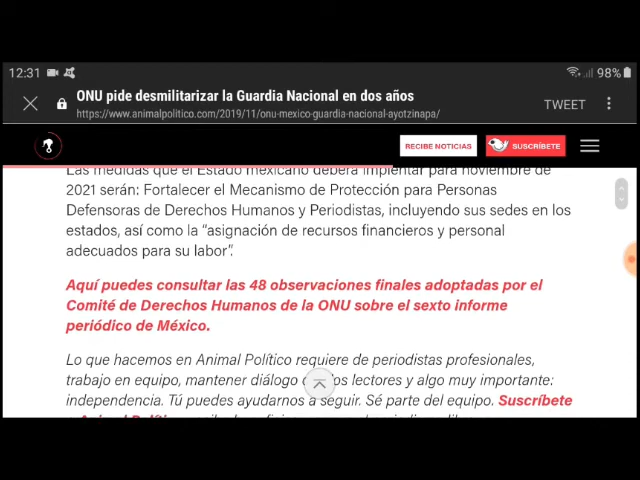 12:31
98%
ONU pide desmilitarizar la Guardia Nacional en dos años
https://www.animalpolitico.com/2019/11/onu-mexico-guardia-nacional-ayotzinapa/
TWEET
RECIBE NOTICIAS
SUSCRÍBETE
Las medidas que el Estado mexicano deberá implentar para noviembre de
2021 serán: Fortalecer el Mecanismo de Protección para Personas
Defensoras de Derechos Humanos y Periodistas, incluyendo sus sedes en los
estados, así como la “asignación de recursos financieros y personal
adecuados para su labor”.
Aquí puedes consultar las 48 observaciones finales adoptadas por el
Comité de Derechos Humanos de la ONU sobre el sexto informe
periódico de México.
Lo que hacemos en Animal Político requiere de periodistas profesionales,
trabajo en equipo, mantener diálogo los lectores y algo muy importante:
independencia. Tú puedes ayudarnos a seguir. Sé parte del equipo. Suscríbete